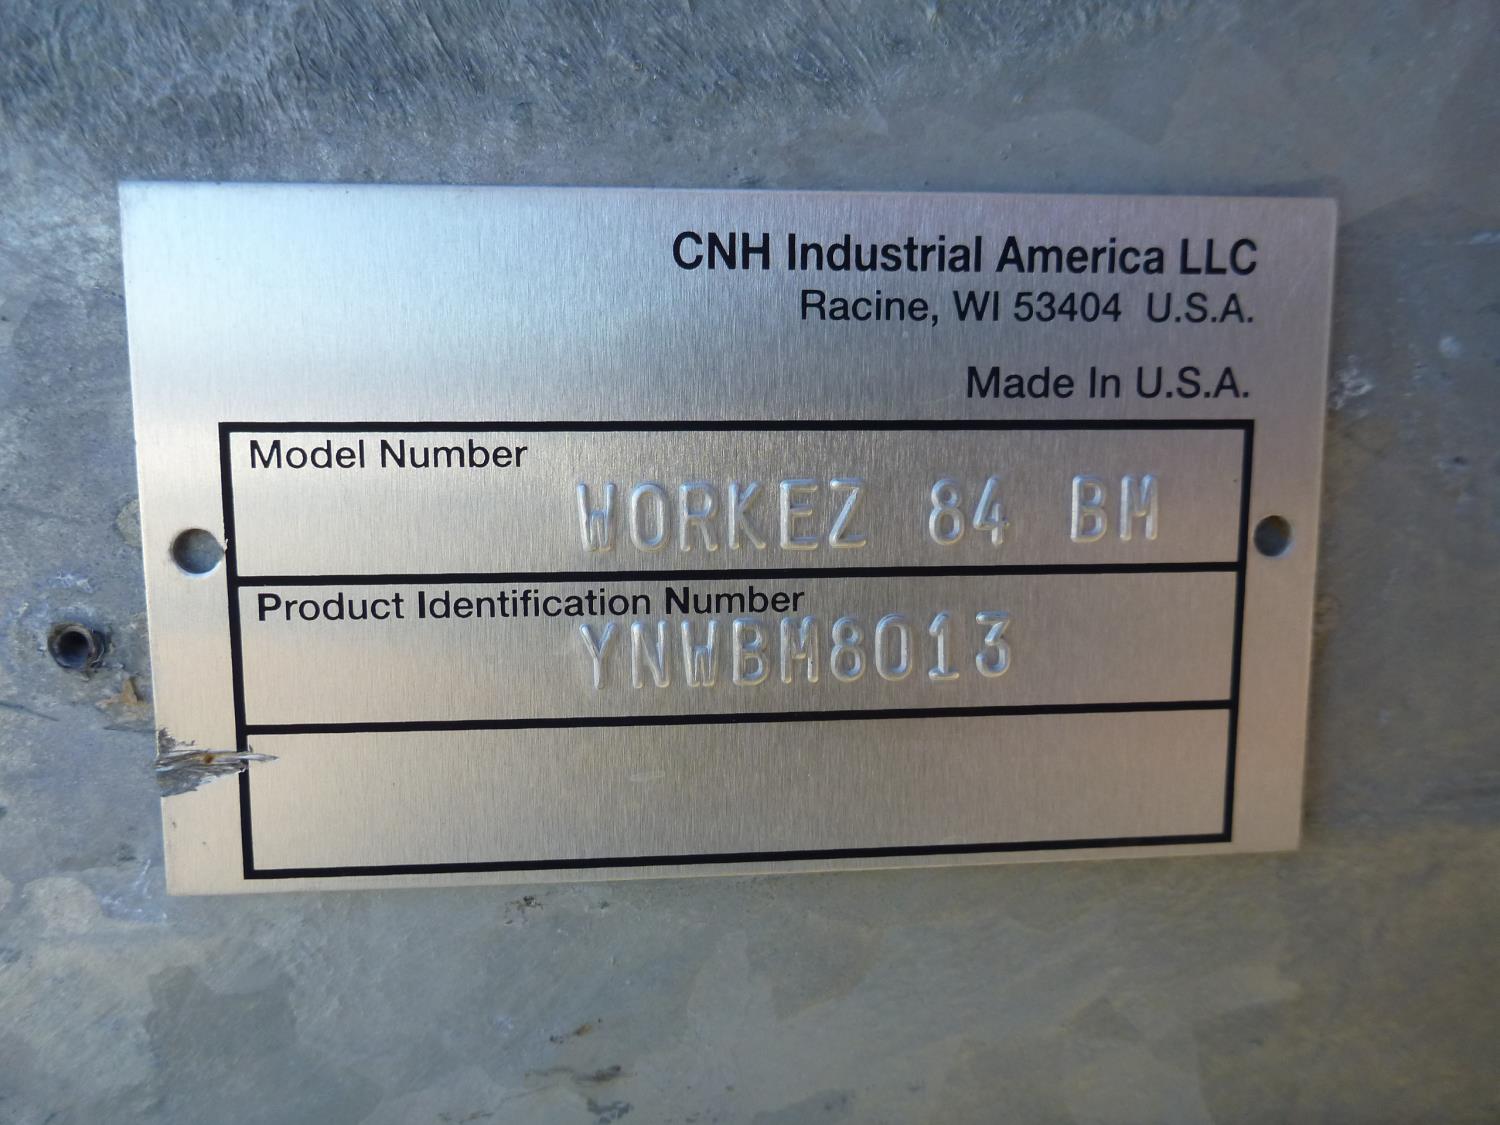 CNH Industrial America LLC
Racine, WI 53404 U.S.A.
Made In U.S.A.
Model Number
WORKEZ 84 BM
Product Identification Number
YNWBM8013